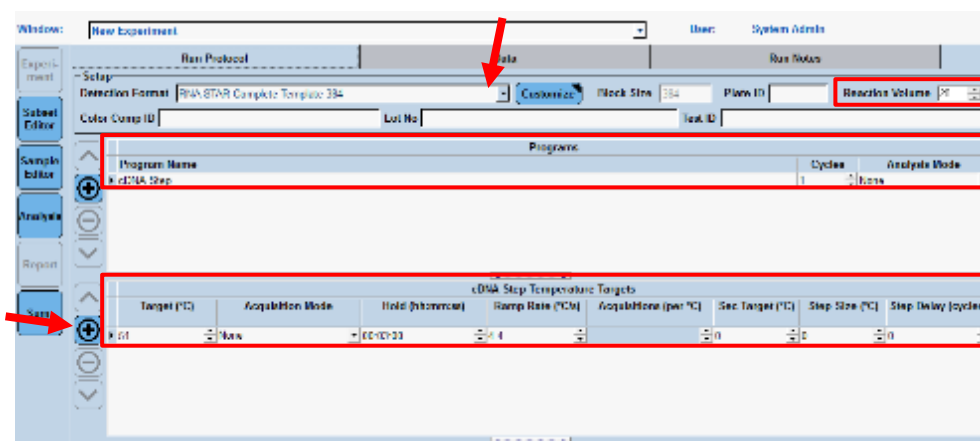 Window: New Experiment User: System Admin
Experi-
ment
Run Protocol Data Run Notes
Setup
Detection Format RNA STAR Complete Template 384 Customize Block Size 384 Plate ID Reaction Volume 20
Subset
Editor
Color Comp ID Lot No Test ID
Programs
Sample
Editor
Program Name Cycles Analysis Mode
cDNA Step 1 None
Analysis
Report
cDNA Step Temperature Targets
Sum
Target (°C) Acquisition Mode Hold (hh:mm:ss) Ramp Rate (°C/s) Acquisitions (per °C) Sec Target (°C) Step Size (°C) Step Delay (cycles
None 0 0 0